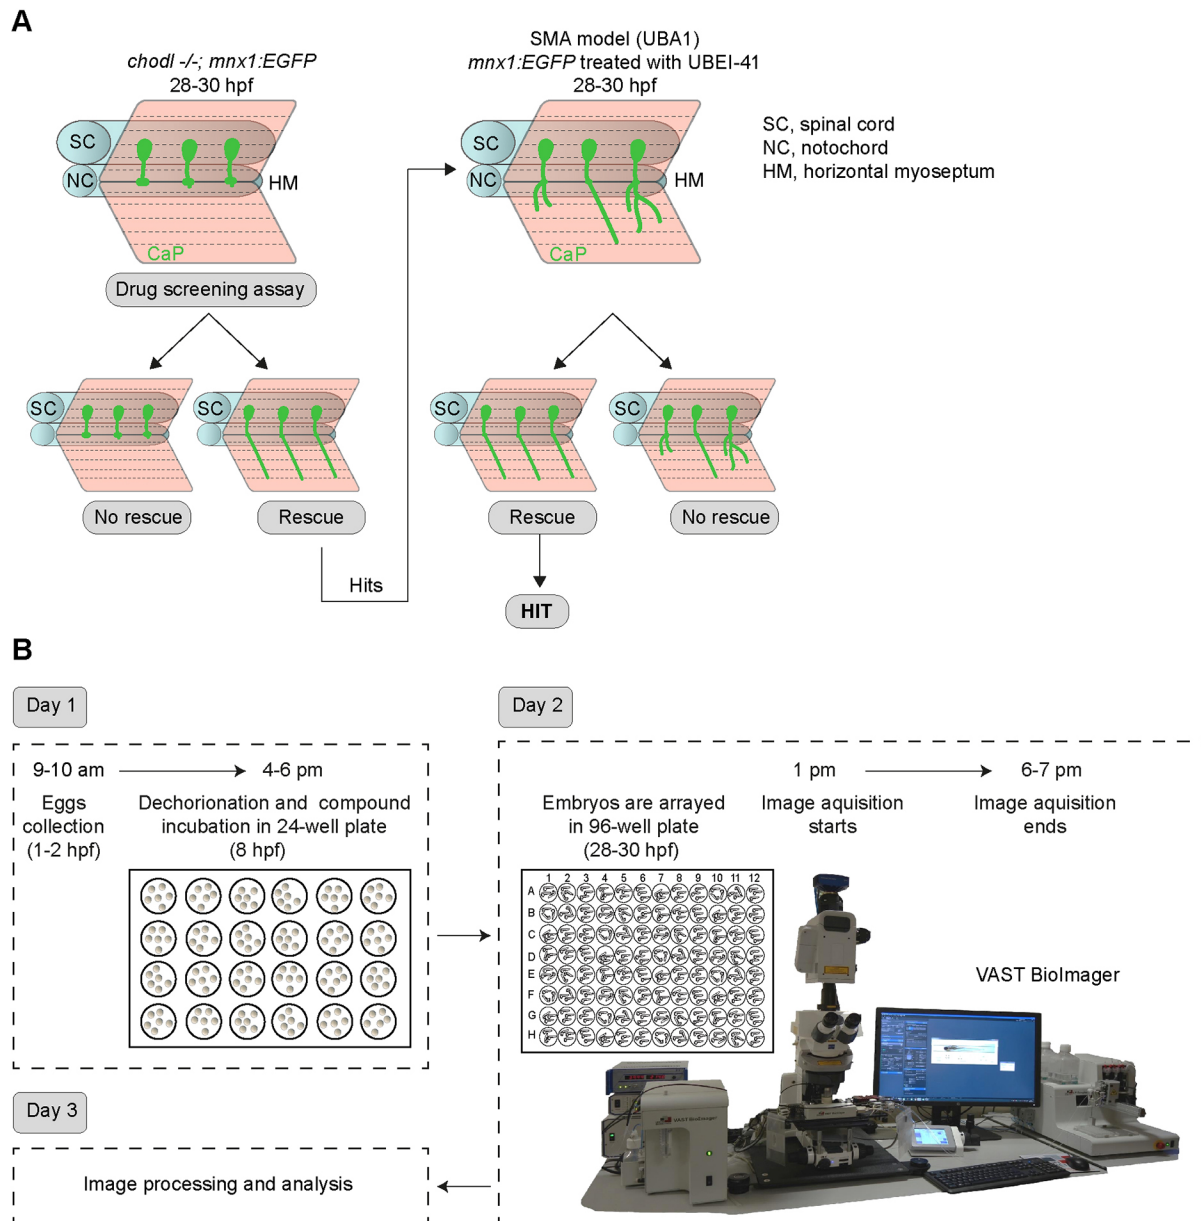 A
chodl -/-; mnx1:EGFP
28-30 hpf
SC
NC
HM
CaP
Drug screening assay
SC
No rescue
SC
Rescue
Hits
SMA model (UBA1)
mnx1:EGFP treated with UBEI-41
28-30 hpf
SC
NC
HM
CaP
SC, spinal cord
NC, notochord
HM, horizontal myoseptum
SC
Rescue
SC
No rescue
HIT
B
Day 1
9-10 am
4-6 pm
Eggs
collection
(1-2 hpf)
Dechorionation and compound
incubation in 24-well plate
(8 hpf)
Day 2
1 pm
6-7 pm
Embryos are arrayed
in 96-well plate
(28-30 hpf)
Image aquisition
starts
Image aquisition
ends
1 2 3 4 5 6 7 8 9 10 11 12
A
B
C
D
E
F
G
H
VAST BioImager
VAST BioImager
Day 3
Image processing and analysis